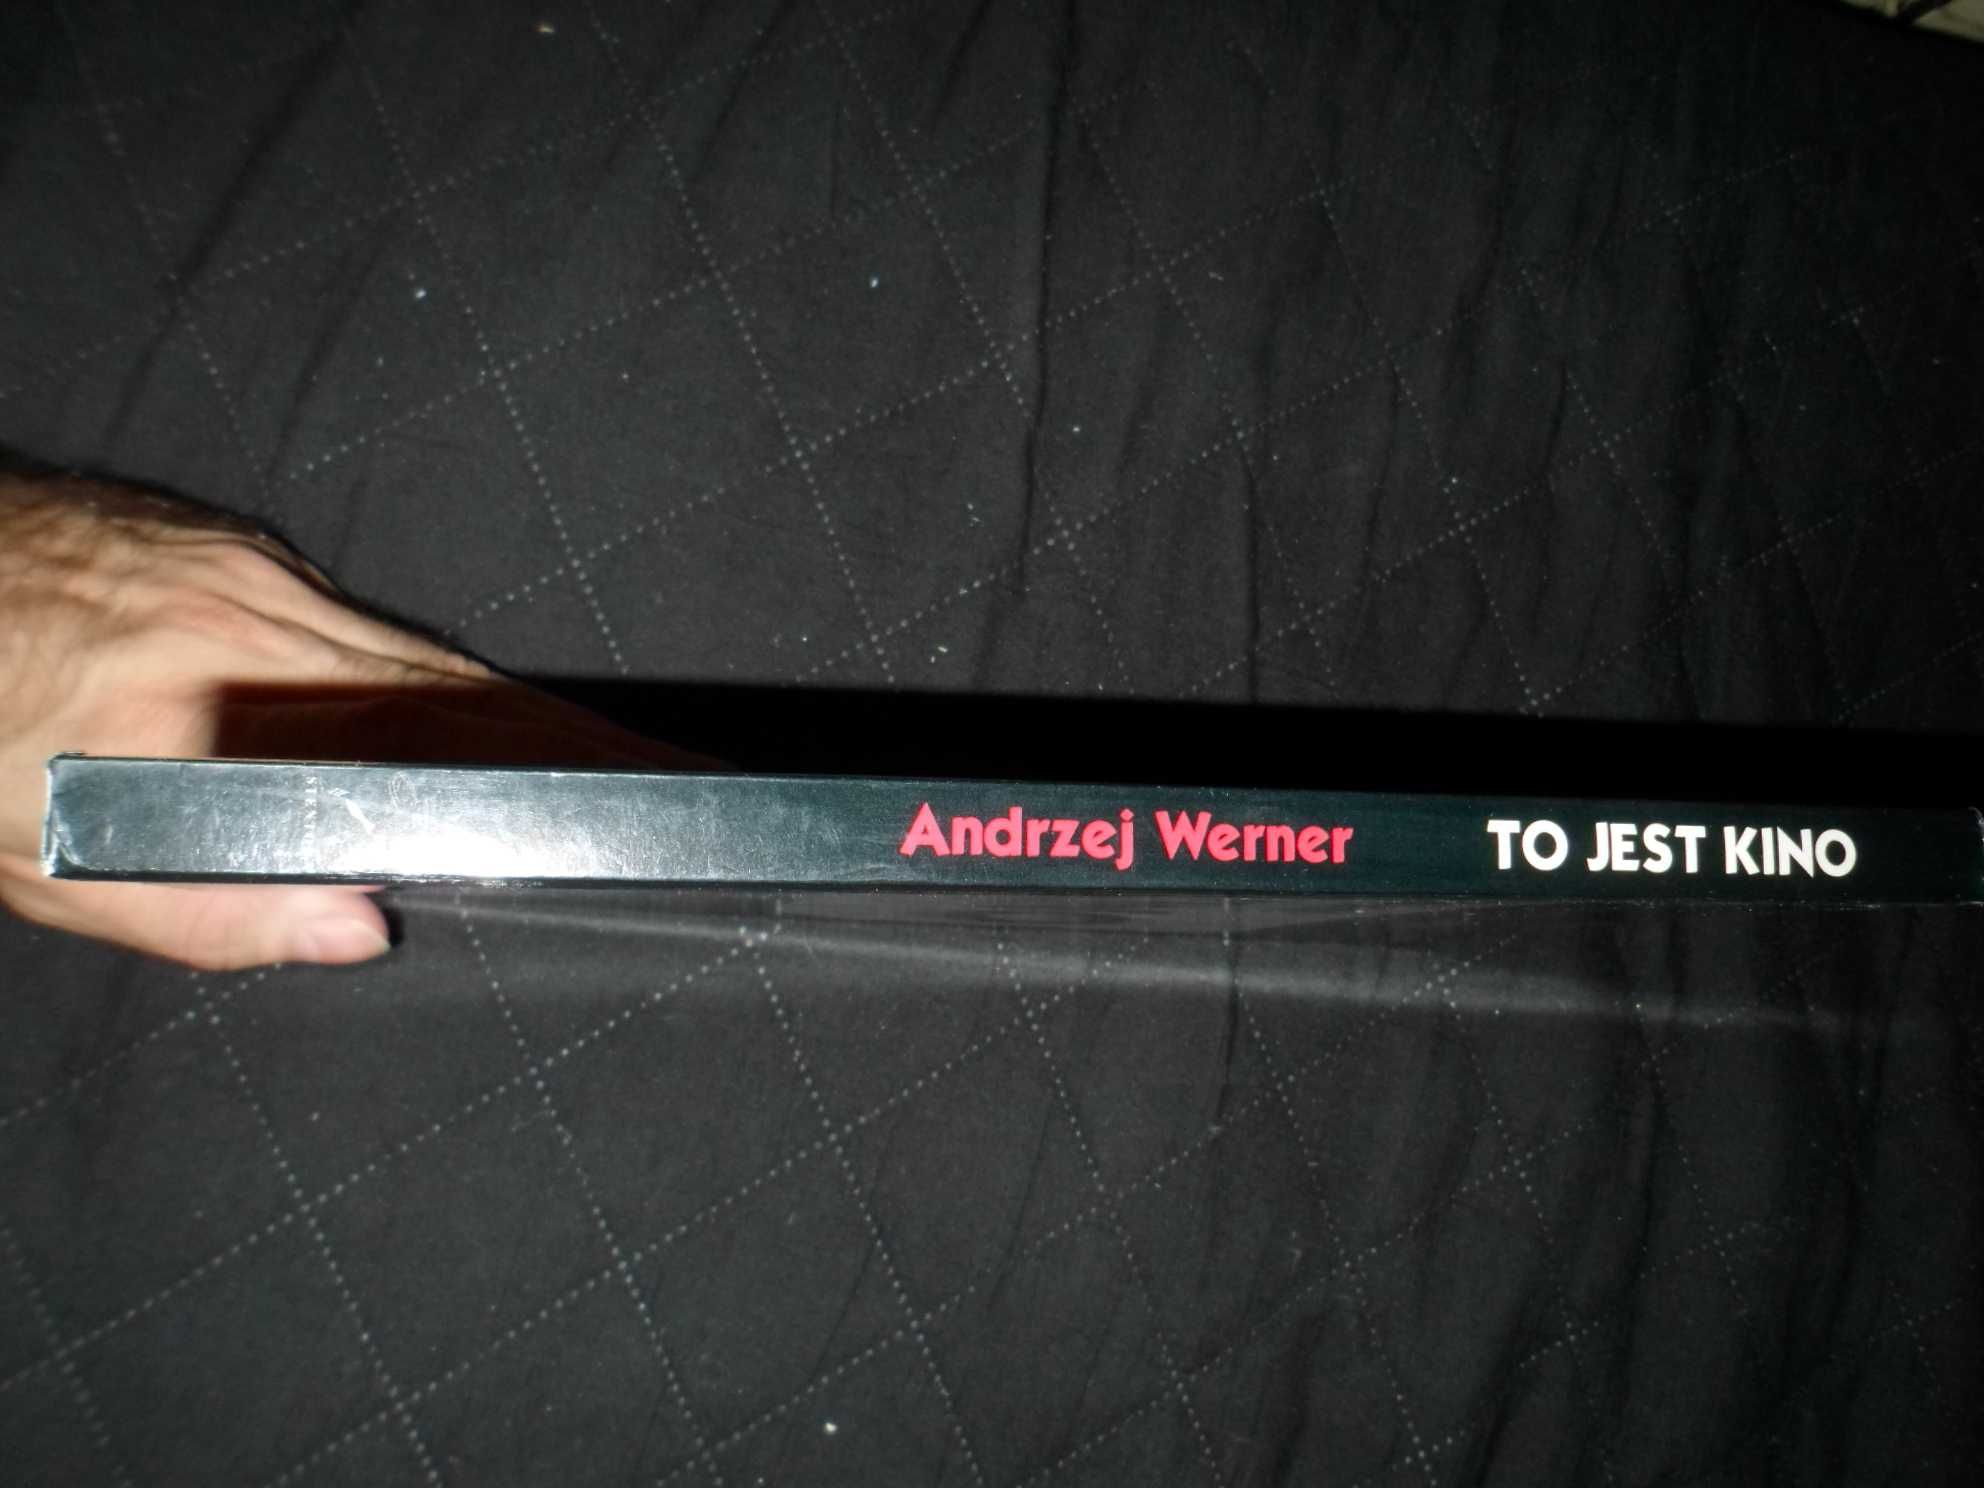 Andrzej Werner TO JEST KINO